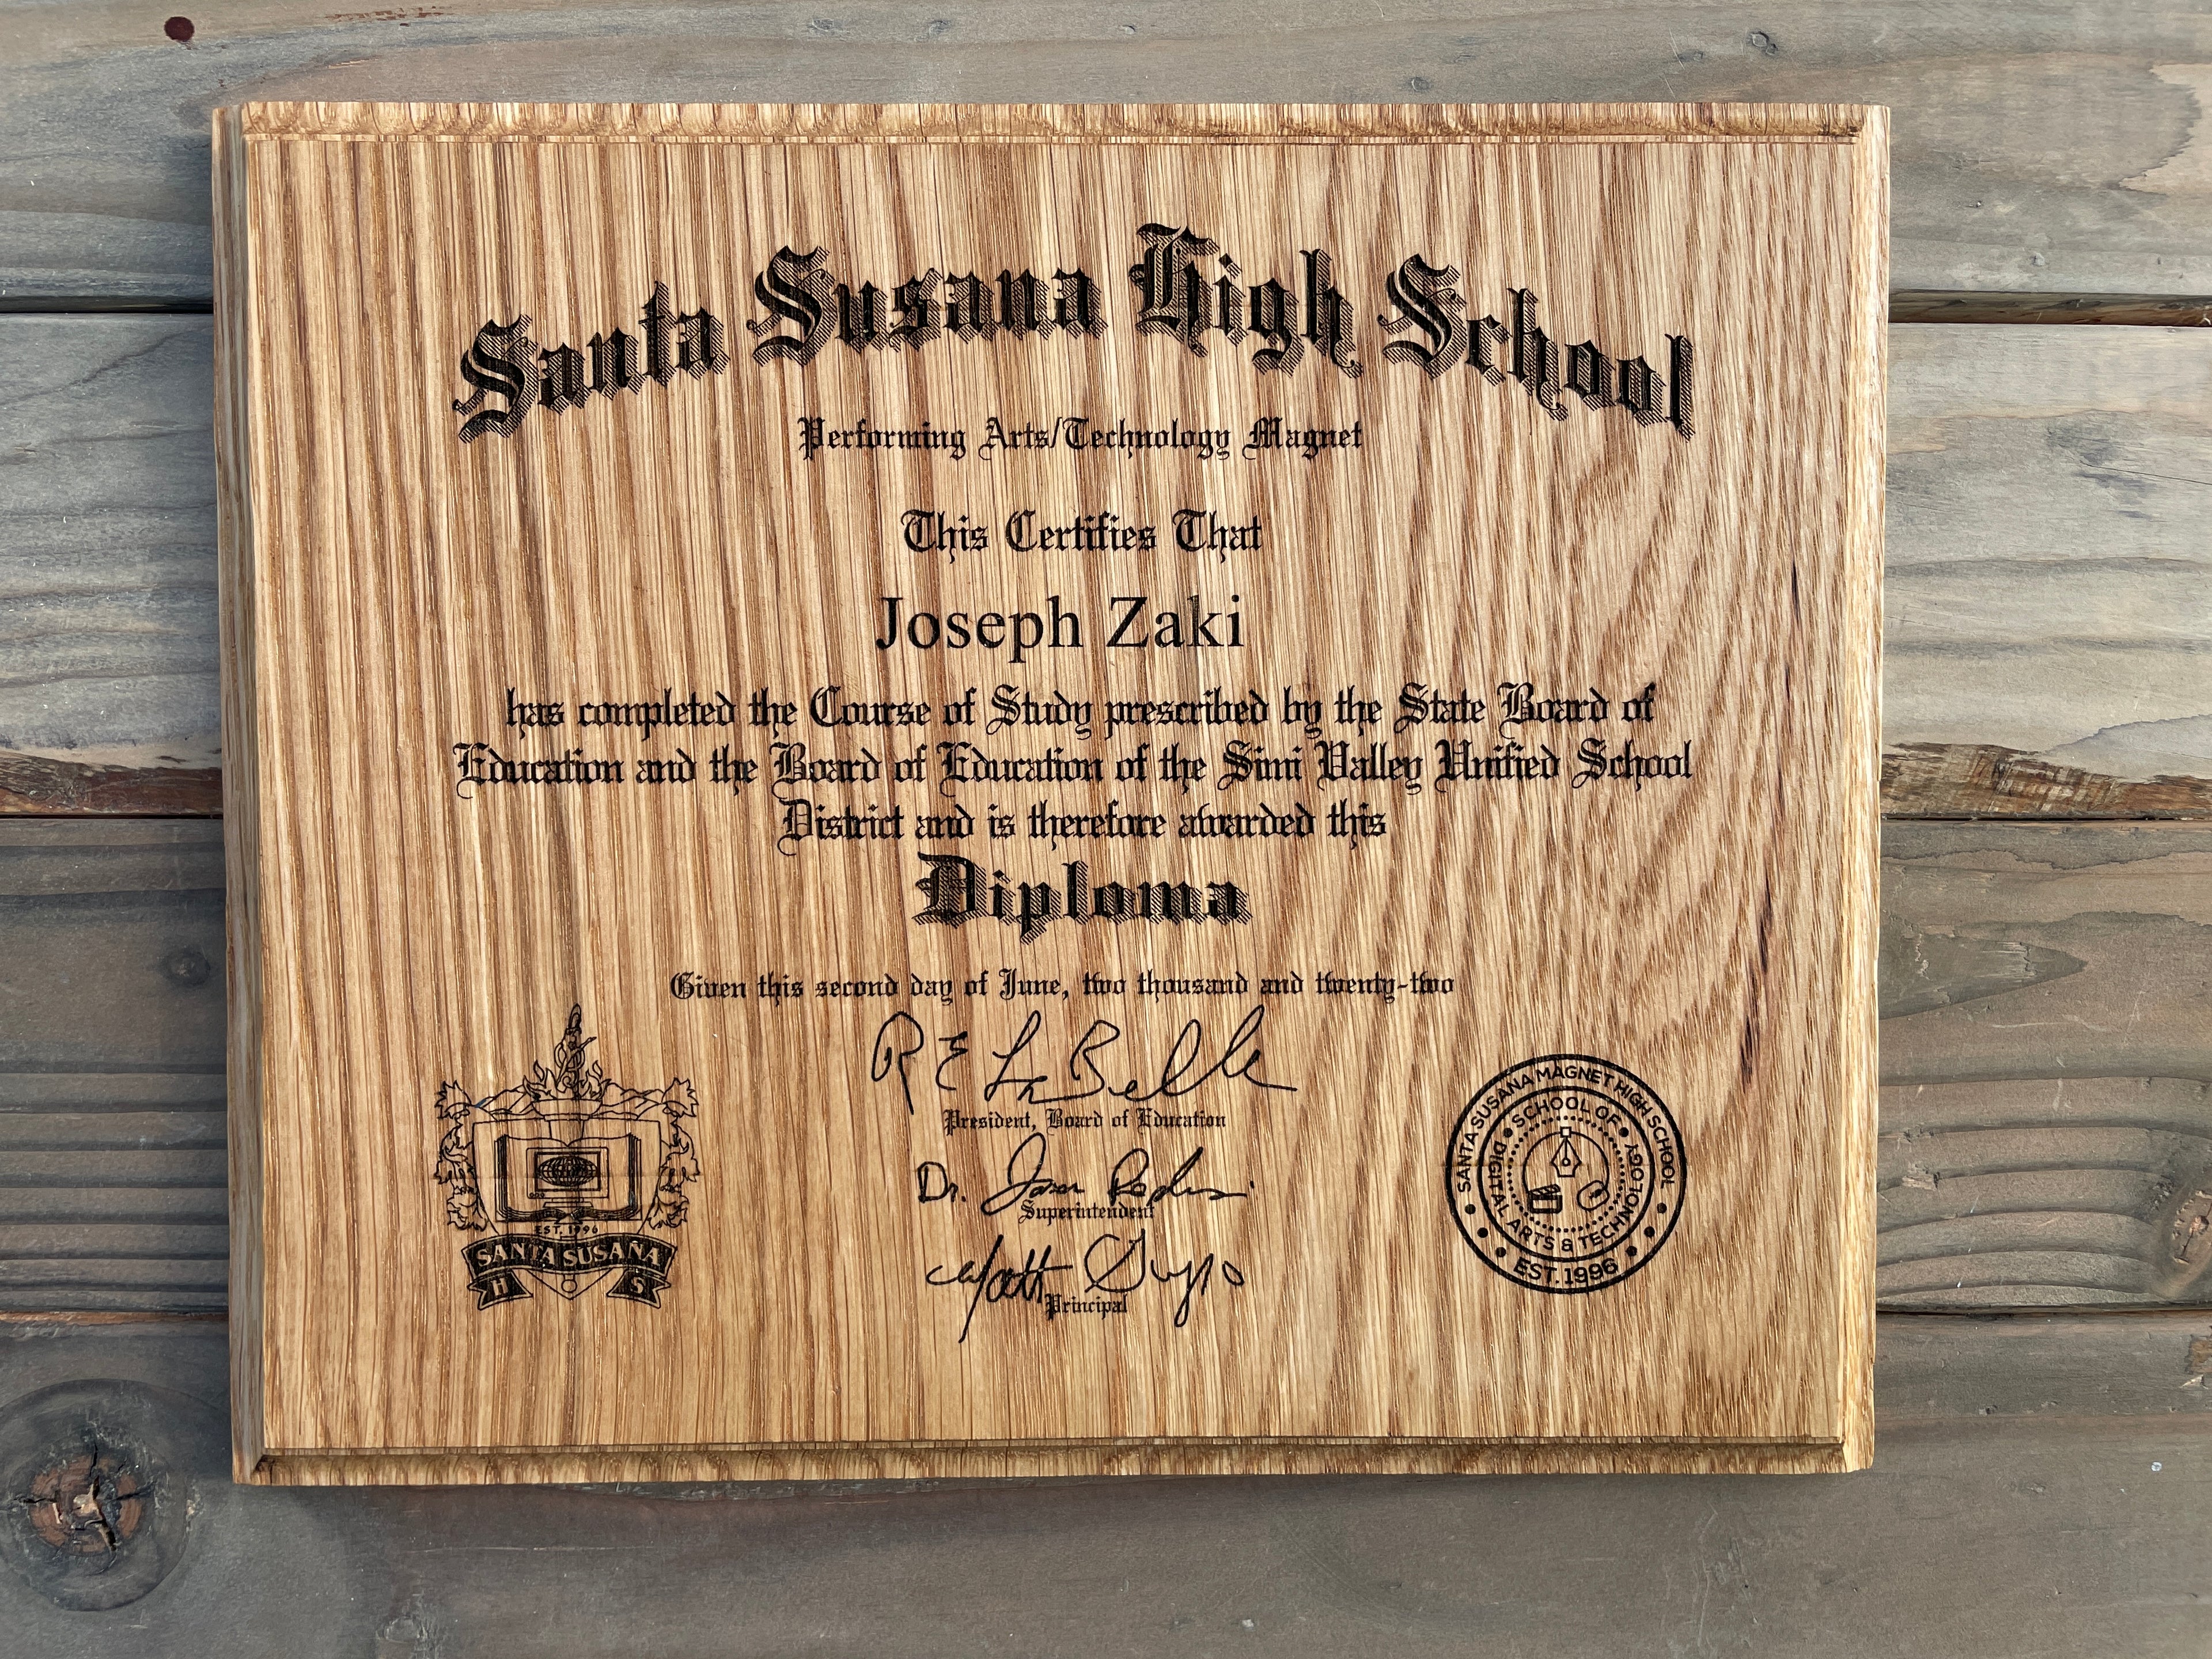 Santa Susana High School
Performing Arts/Technology Magnet
This Certifies That
Joseph Zaki
has completed the Course of Study prescribed by the State Board of
Education and the Board of Education of the Simi Valley Unified School
District and is therefore awarded this
Diploma
Given this second day of June, two thousand and twenty-two
R E La Belle
President, Board of Education
Dr. Jason
Superintendent
Principal
EST. 1996
SANTA SUSANA
H S
SANTA SUSANA MAGNET HIGH SCHOOL
SCHOOL OF
DIGITAL ARTS & TECHNOLOGY
EST. 1996